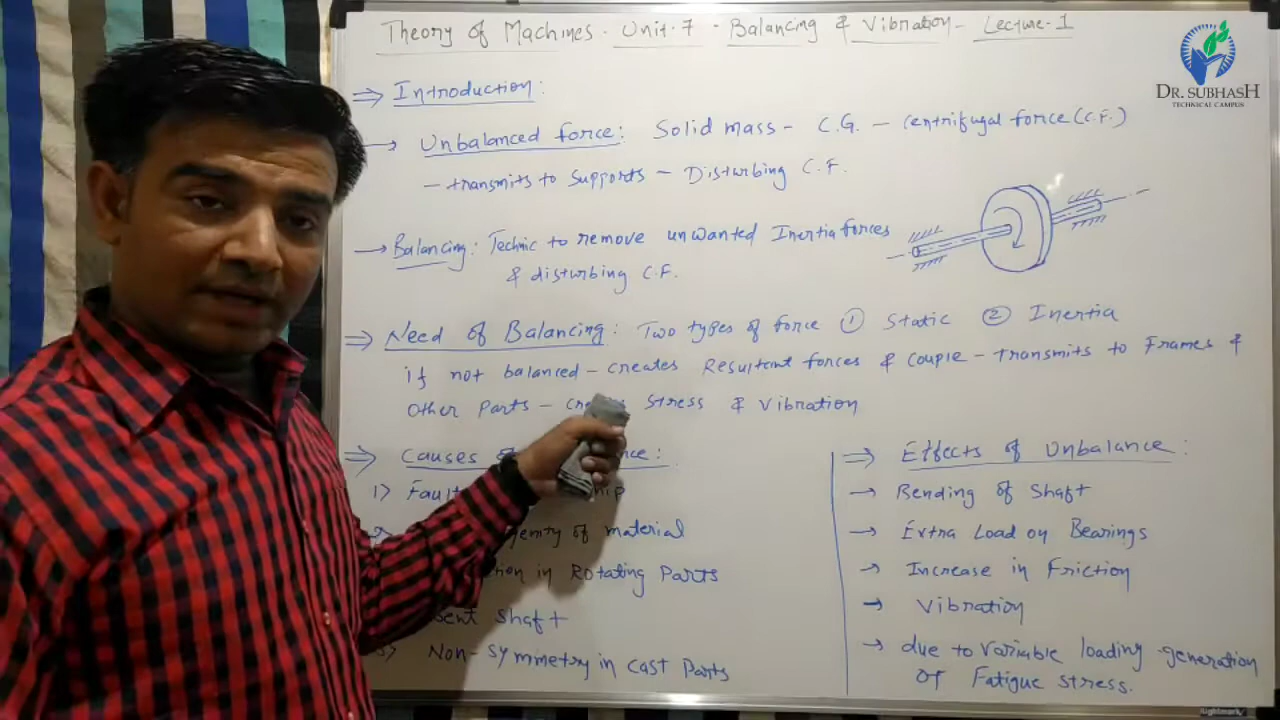 Theory of Machines - Unit-7 - Balancing & Vibration - Lecture-1
DR. SUBHASH
TECHNICAL CAMPUS
⇒ Introduction:
→ Unbalanced force: Solid mass - C.G. - centrifugal force (C.F.)
- transmits to supports - Disturbing C.F.
→ Balancing: Technic to remove unwanted Inertia forces
& disturbing C.F.
⇒ Need of Balancing: Two types of force ① Static ② Inertia
if not balanced - creates Resultant forces & couple - transmits to Frames &
other Parts - Stress & Vibration
⇒ Causes of
1) Fault
of material
in Rotating Parts
Bent shaft
5) Non-symmetry in cast Parts
⇒ Effects of Unbalance:
→ Bending of shaft
→ Extra Load on Bearings
→ Increase in Friction
→ Vibration
→ due to variable loading generation
of Fatigue stress.